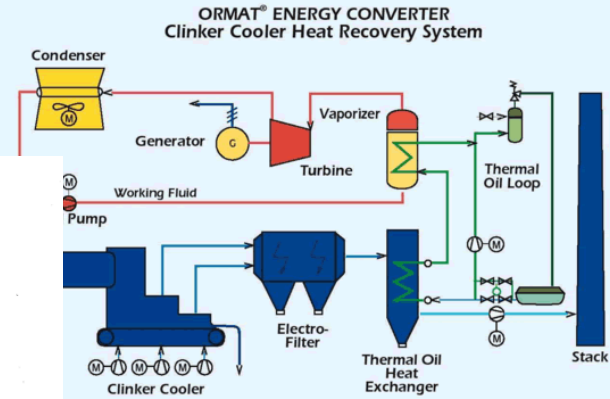 ORMAT® ENERGY CONVERTER
Clinker Cooler Heat Recovery System
Condenser
M
Generator
G
Turbine
Vaporizer
Thermal
Oil Loop
M
Working Fluid
Pump
M
Electro-
Filter
Thermal Oil
Heat
Exchanger
M
Stack
M
M
M
Clinker Cooler